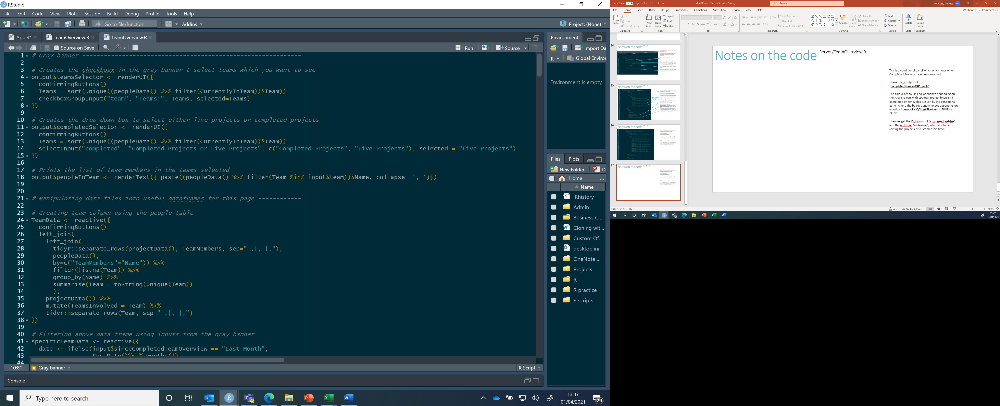 RStudio
File Edit Code View Plots Session Build Debug Profile Tools Help
Go to file/function Addins Project: (None)
App.R* TeamOverview.R TeamOverview.R
Source on Save Run Source
1 # Gray banner -------------------------------------------------------------
2
3 # Creates the checkboax in the gray banner t select teams which you want to see
4 output$teamsSelector <- renderUI({
5 confirmingButtons()
6 Teams = sort(unique((peopleData() %>% filter(CurrentlyInTeam))$Team))
7 checkboxGroupInput("team", "Teams:", Teams, selected=Teams)
8 })
9
10 # Creates the drop down box to select either live projects or completed projects
11 output$completedSelector <- renderUI({
12 confirmingButtons()
13 Teams = sort(unique((peopleData() %>% filter(CurrentlyInTeam))$Team))
14 selectInput("completed", "Completed Projects or Live Projects", c("Completed Projects", "Live Projects"), selected = "Live Projects")
15 })
16
17 # Prints the list of team members in the teams selected
18 output$peopleInTeam <- renderText({ paste((peopleData() %>% filter(Team %in% input$team))$Name, collapse= ', ')})
19
20
21 # Manipulating data files into useful dataframes for this page ------------
22
23 # Creating team column using the people table
24 TeamData <- reactive({
25 confirmingButtons()
26 left_join(
27 left_join(
28 tidyr::separate_rows(projectData(), TeamMembers, sep=" ,|, |,"),
29 peopleData(),
30 by=c("TeamMembers"="Name")) %>%
31 filter(!is.na(Team)) %>%
32 group_by(Name) %>%
33 summarise(Team = toString(unique(Team))
34 ),
35 projectData()) %>%
36 mutate(TeamsInvolved = Team) %>%
37 tidyr::separate_rows(Team, sep=" ,|, |,")
38 })
39
40 # Filtering above data frame using inputs from the gray banner
41 specificTeamData <- reactive({
42 date <- ifelse(input$sinceCompletedTeamOverview == "Last Month",
43 Sys.Date()%m-% months(1)
44
10:81 # Gray banner R Script
Console
Environment
Import Da
R Global Enviror
Environment is empty
Files Plots
New Folder D
Home ...
Name
.Rhistory
Admin
Business C...
Cloning wit...
Custom Of...
desktop.ini
OneNote ...
Projects
R
R practice
R scripts
Type here to search
13:47
01/04/2021
29
AutoSave On MIAU Project Tracker Scope - Saving... Search MORLEY, Thomas MT
File Home Insert Draw Design Transitions Animations Slide Show Review View Help Share Comments
Paste Cut Copy Format Painter Clipboard
New Slide Reuse Slides Layout Reset Section Slides
Font
Text Direction Align Text Convert to SmartArt Paragraph
Arrange Quick Styles Shape Fill Shape Outline Shape Effects Drawing
Find Replace Select Editing
Dictate Voice
Design Ideas Designer
14 Notes on the code
15 Notes on the code
16 Notes on the code
17 Notes on the code
Notes on the code Server/TeamOverview.R
This is a conditional panel which only shows when
Completed Projects have been selected.
There is a ui output of
"completedNumberOfProjects".
The colour of the KPIs boxes change depending on
the % of projects with QA logs, project briefs and
completed on time. This is given by the conditional
panel, where the background changes depending on
whether "output.liveQALogKPIcolour" is TRUE or
FALSE.
Then we get the Plotly output "customerTreeMap"
and the uiOutput "customers", which is a table
sorting the projects by customer this time.
Slide 17 of 17 Notes Display Settings 100%
13:47
01/04/2021